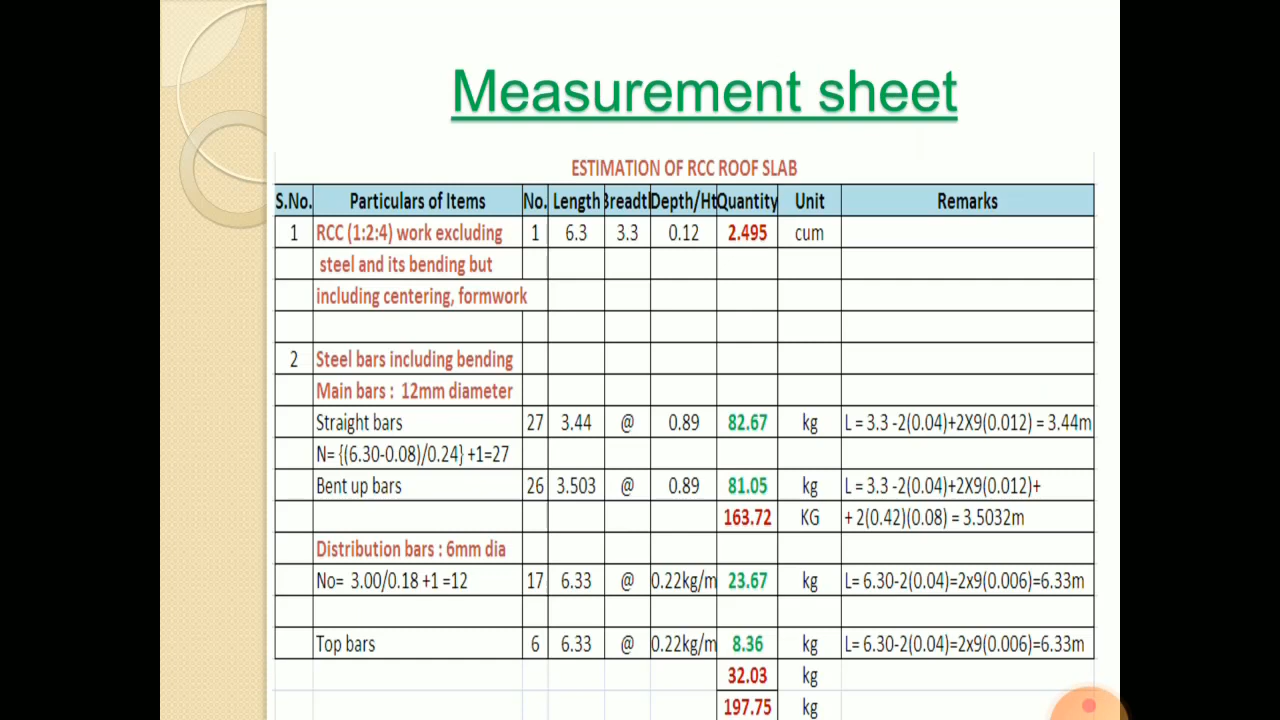 Measurement sheet
ESTIMATION OF RCC ROOF SLAB
S.No. Particulars of Items No. Length Breadt Depth/Ht Quantity Unit Remarks
1 RCC (1:2:4) work excluding 1 6.3 3.3 0.12 2.495 cum
steel and its bending but
including centering, formwork
2 Steel bars including bending
Main bars : 12mm diameter
Straight bars 27 3.44 @ 0.89 82.67 kg L = 3.3 -2(0.04)+2X9(0.012) = 3.44m
N= {(6.30-0.08)/0.24} +1=27
Bent up bars 26 3.503 @ 0.89 81.05 kg L = 3.3 -2(0.04)+2X9(0.012)+
163.72 KG + 2(0.42)(0.08) = 3.5032m
Distribution bars : 6mm dia
No= 3.00/0.18 +1 =12 17 6.33 @ 0.22kg/m 23.67 kg L= 6.30-2(0.04)=2x9(0.006)=6.33m
Top bars 6 6.33 @ 0.22kg/m 8.36 kg L= 6.30-2(0.04)=2x9(0.006)=6.33m
32.03 kg
197.75 kg